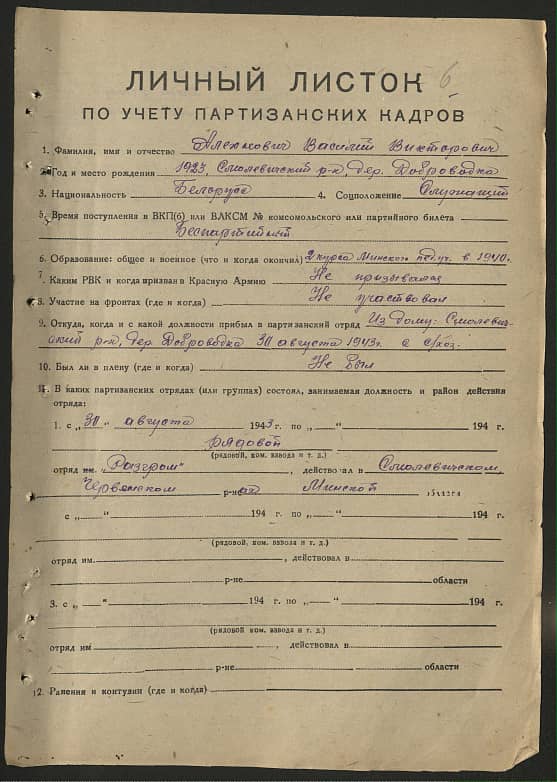 6
ЛИЧНЫЙ ЛИСТОК
ПО УЧЕТУ ПАРТИЗАНСКИХ КАДРОВ
1. Фамилия, имя и отчество Алехнович Василий Викторович
2. Год и место рождения 1923, Смолевичский р-н, дер. Доброводка
3. Национальность Белорусс 4. Соцположение Служащий
5. Время поступления в ВКП(б) или ВЛКСМ № комсомольского или партийного билета
Беспартийный
6. Образование: общее и военное (что и когда окончил) 2 курса Минского пед.уч. в 1940г.
7. Каким РВК и когда призван в Красную Армию Не призывался
8. Участие на фронтах (где и когда) Не участвовал
9. Откуда, когда и с какой должности прибыл в партизанский отряд Из дому: Смолевич-
ский р-н, дер. Доброводка 30 августа 1943г. с с/хоз.
10. Был ли в плену (где и когда) Не был
11. В каких партизанских отрядах (или группах) состоял, занимаемая должность и район действия
отряда:
1. с „30" августа 1943 г. по „ " 194 г.
рядовой
(рядовой, ком. взвода и т. д.)
отряд им. "Разгром" , действовал в Смолевичском,
Червенском р-нах Минской области
с „ " 194 г. по „ " 194 г.
(рядовой, ком. взвода и т. д.)
отряд им. , действовал в
р-не области
3. с „ " 194 г. по „ " 194 г.
(рядовой, ком. взвода и т. д.)
отряд им , действовал в
р-не области
12. Ранения и контузии (где и когда)